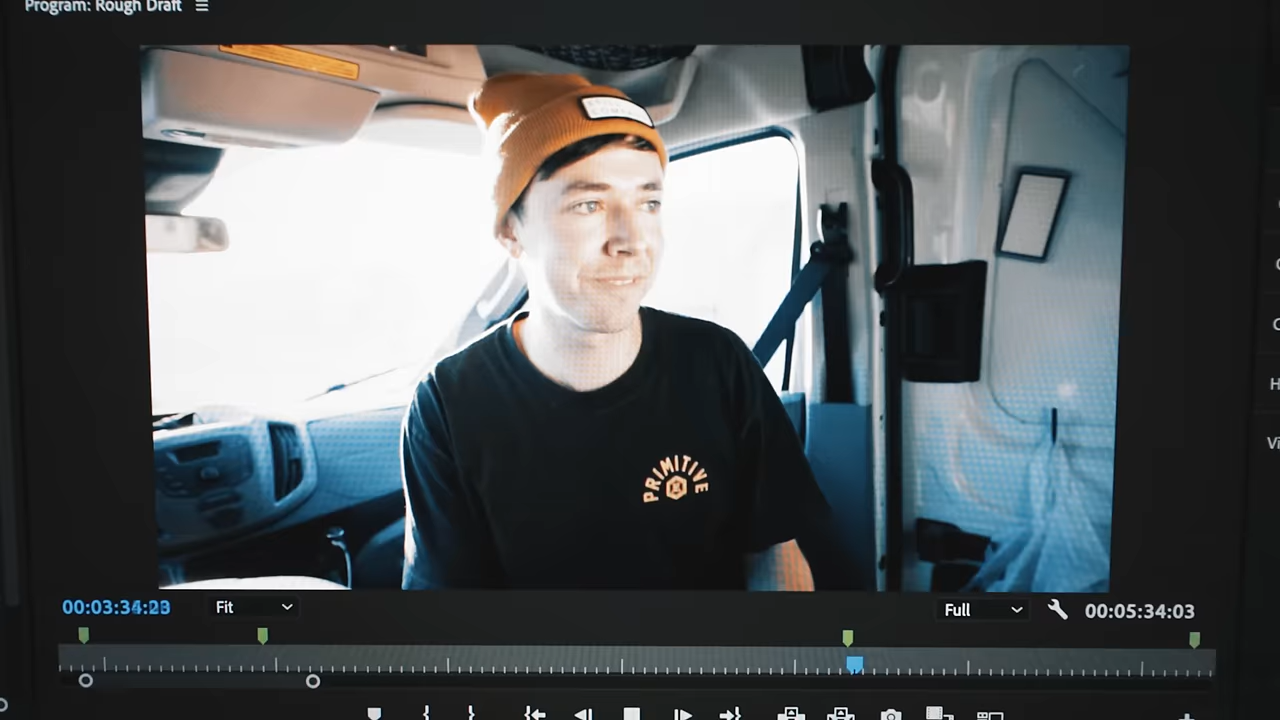 Program: Rough Draft
PRIMITIVE
00:03:34:23
Fit
Full
00:05:34:03